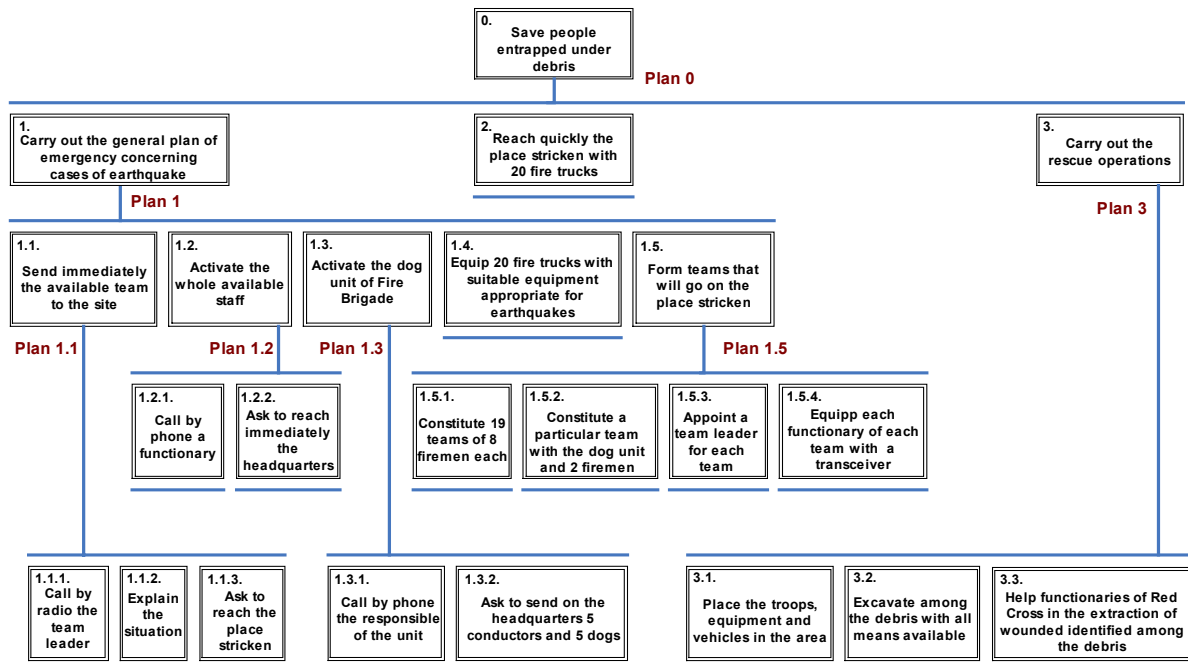 0.
Save people
entrapped under
debris
Plan 0
1.
Carry out the general plan of
emergency concerning
cases of earthquake
2.
Reach quickly the
place stricken with
20 fire trucks
3.
Carry out the
rescue operations
Plan 1
Plan 3
1.1.
Send immediately
the available team
to the site
1.2.
Activate the
whole available
staff
1.3.
Activate the dog
unit of Fire
Brigade
1.4.
Equip 20 fire trucks with
suitable equipment
appropriate for
earthquakes
1.5.
Form teams that
will go on the
place stricken
Plan 1.1
Plan 1.2
Plan 1.3
Plan 1.5
1.2.1.
Call by
phone a
functionary
1.2.2.
Ask to reach
immediately
the
headquarters
1.5.1.
Constitute 19
teams of 8
firemen each
1.5.2.
Constitute a
particular team
with the dog unit
and 2 firemen
1.5.3.
Appoint a
team leader
for each
team
1.5.4.
Equipp each
functionary of each
team with a
transceiver
1.1.1.
Call by
radio the
team
leader
1.1.2.
Explain
the
situation
1.1.3.
Ask to
reach the
place
stricken
1.3.1.
Call by phone
the responsible
of the unit
1.3.2.
Ask to send on the
headquarters 5
conductors and 5 dogs
3.1.
Place the troops,
equipment and
vehicles in the area
3.2.
Excavate among
the debris with all
means available
3.3.
Help functionaries of Red
Cross in the extraction of
wounded identified among
the debris